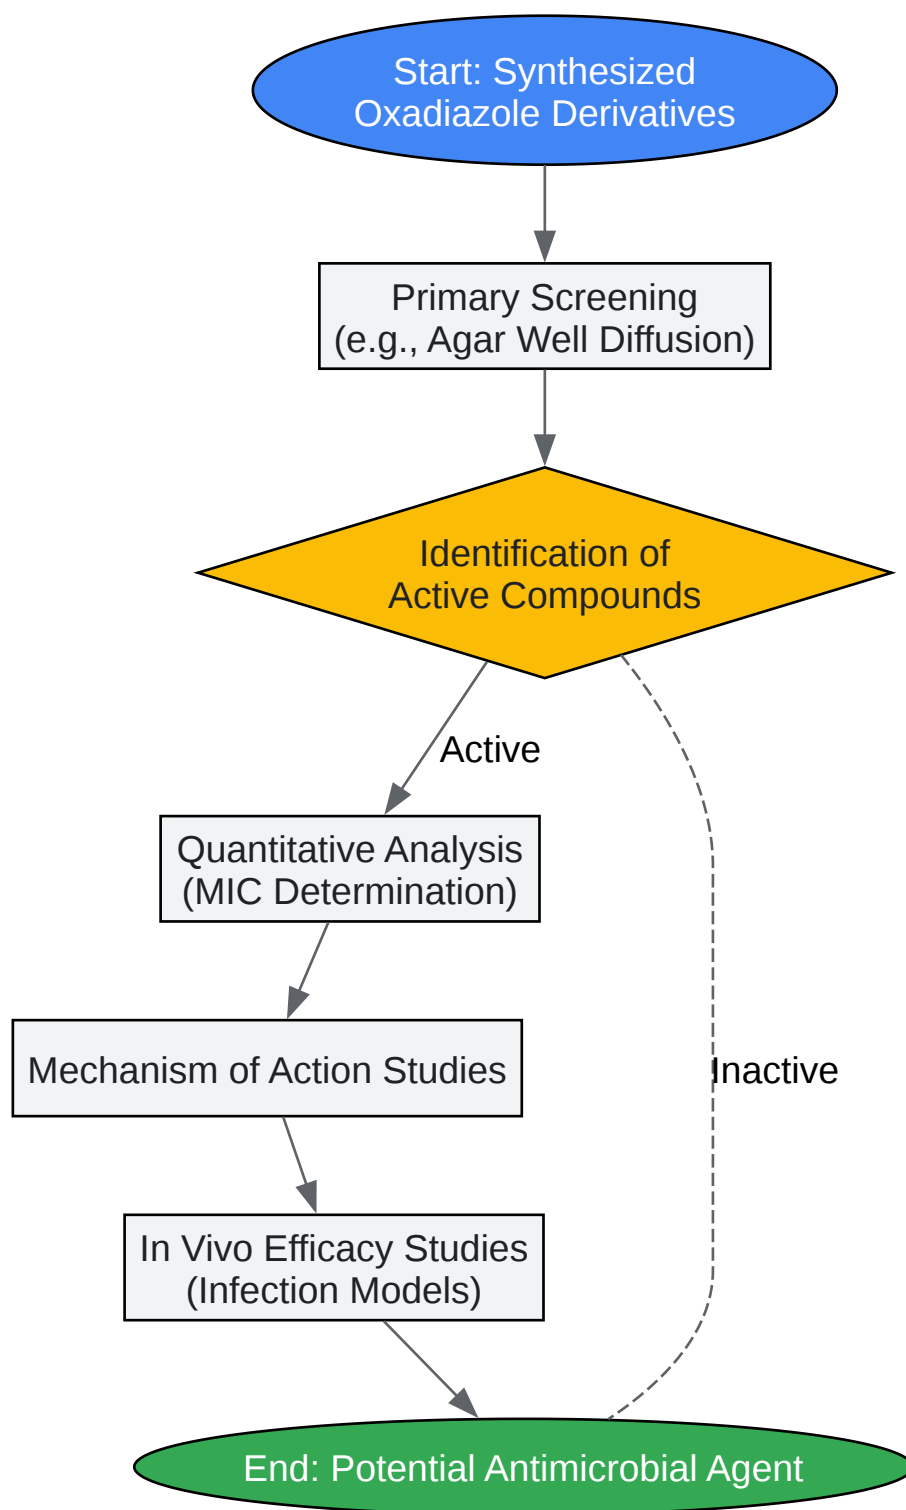 Start: Synthesized
Oxadiazole Derivatives
Primary Screening
(e.g., Agar Well Diffusion)
Identification of
Active Compounds
Active
Quantitative Analysis
(MIC Determination)
Mechanism of Action Studies
Inactive
In Vivo Efficacy Studies
(Infection Models)
End: Potential Antimicrobial Agent